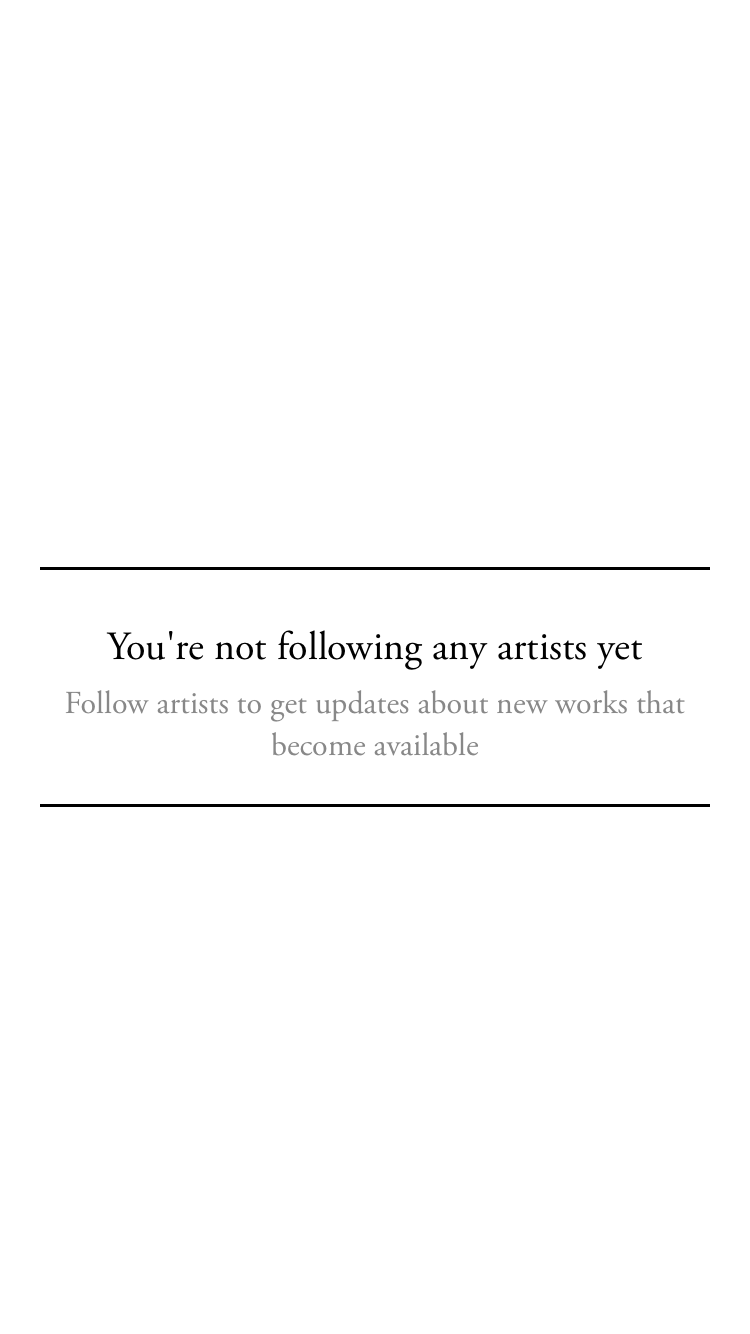 You're not following any artists yet
Follow artists to get updates about new works that
become available